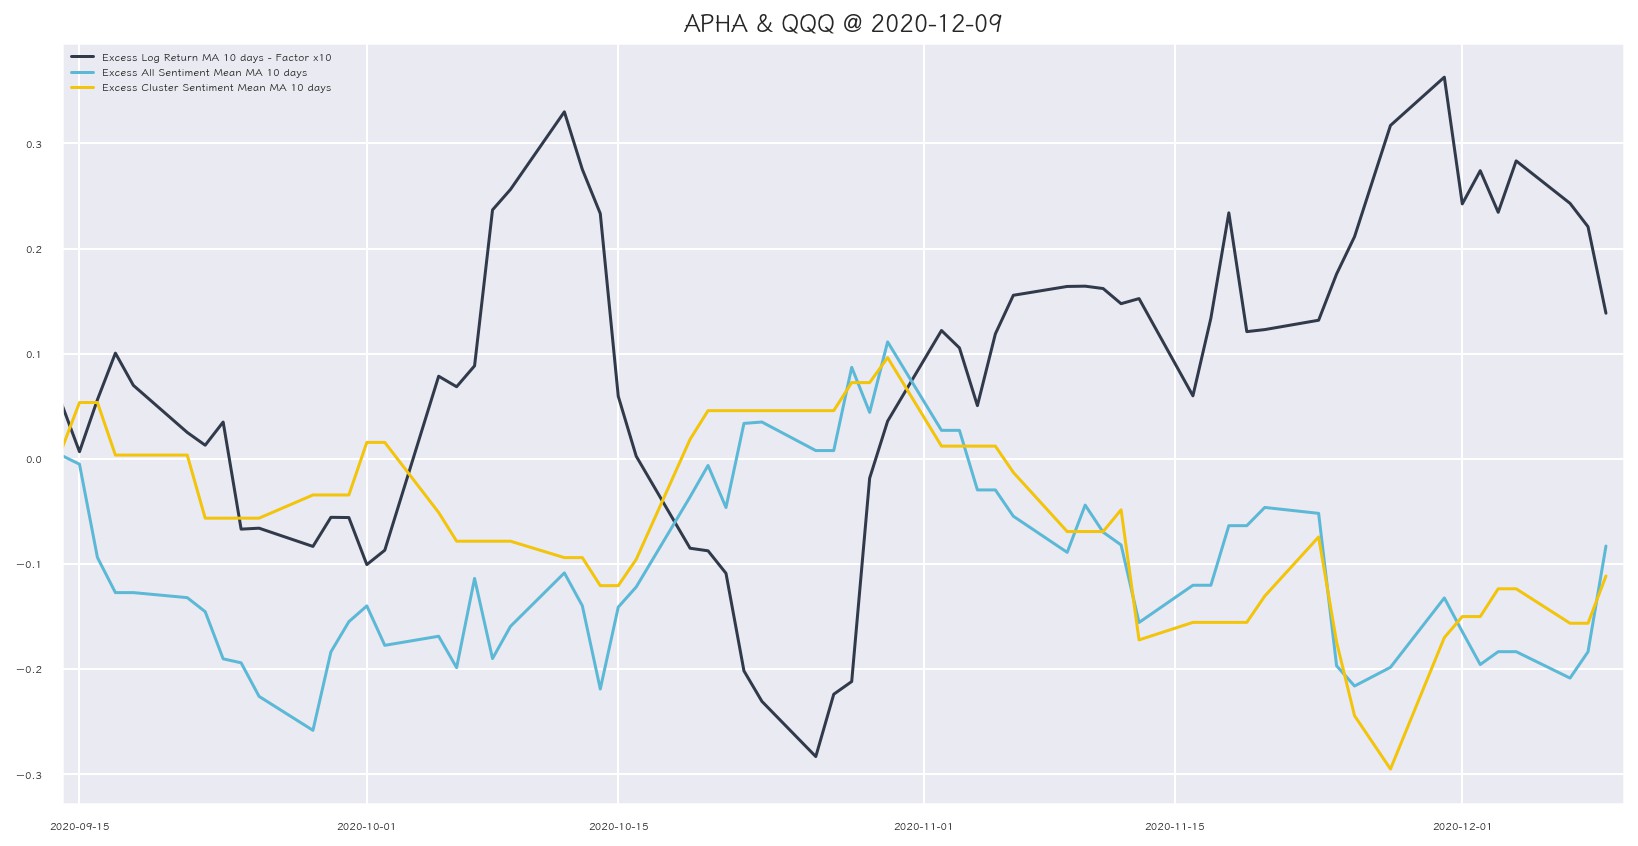 APHA & QQQ @ 2020-12-09
Excess Log Return MA 10 days - Factor x10
Excess All Sentiment Mean MA 10 days
Excess Cluster Sentiment Mean MA 10 days
0.3
0.2
0.1
0.0
−0.1
−0.2
−0.3
2020-09-15 2020-10-01 2020-10-15 2020-11-01 2020-11-15 2020-12-01